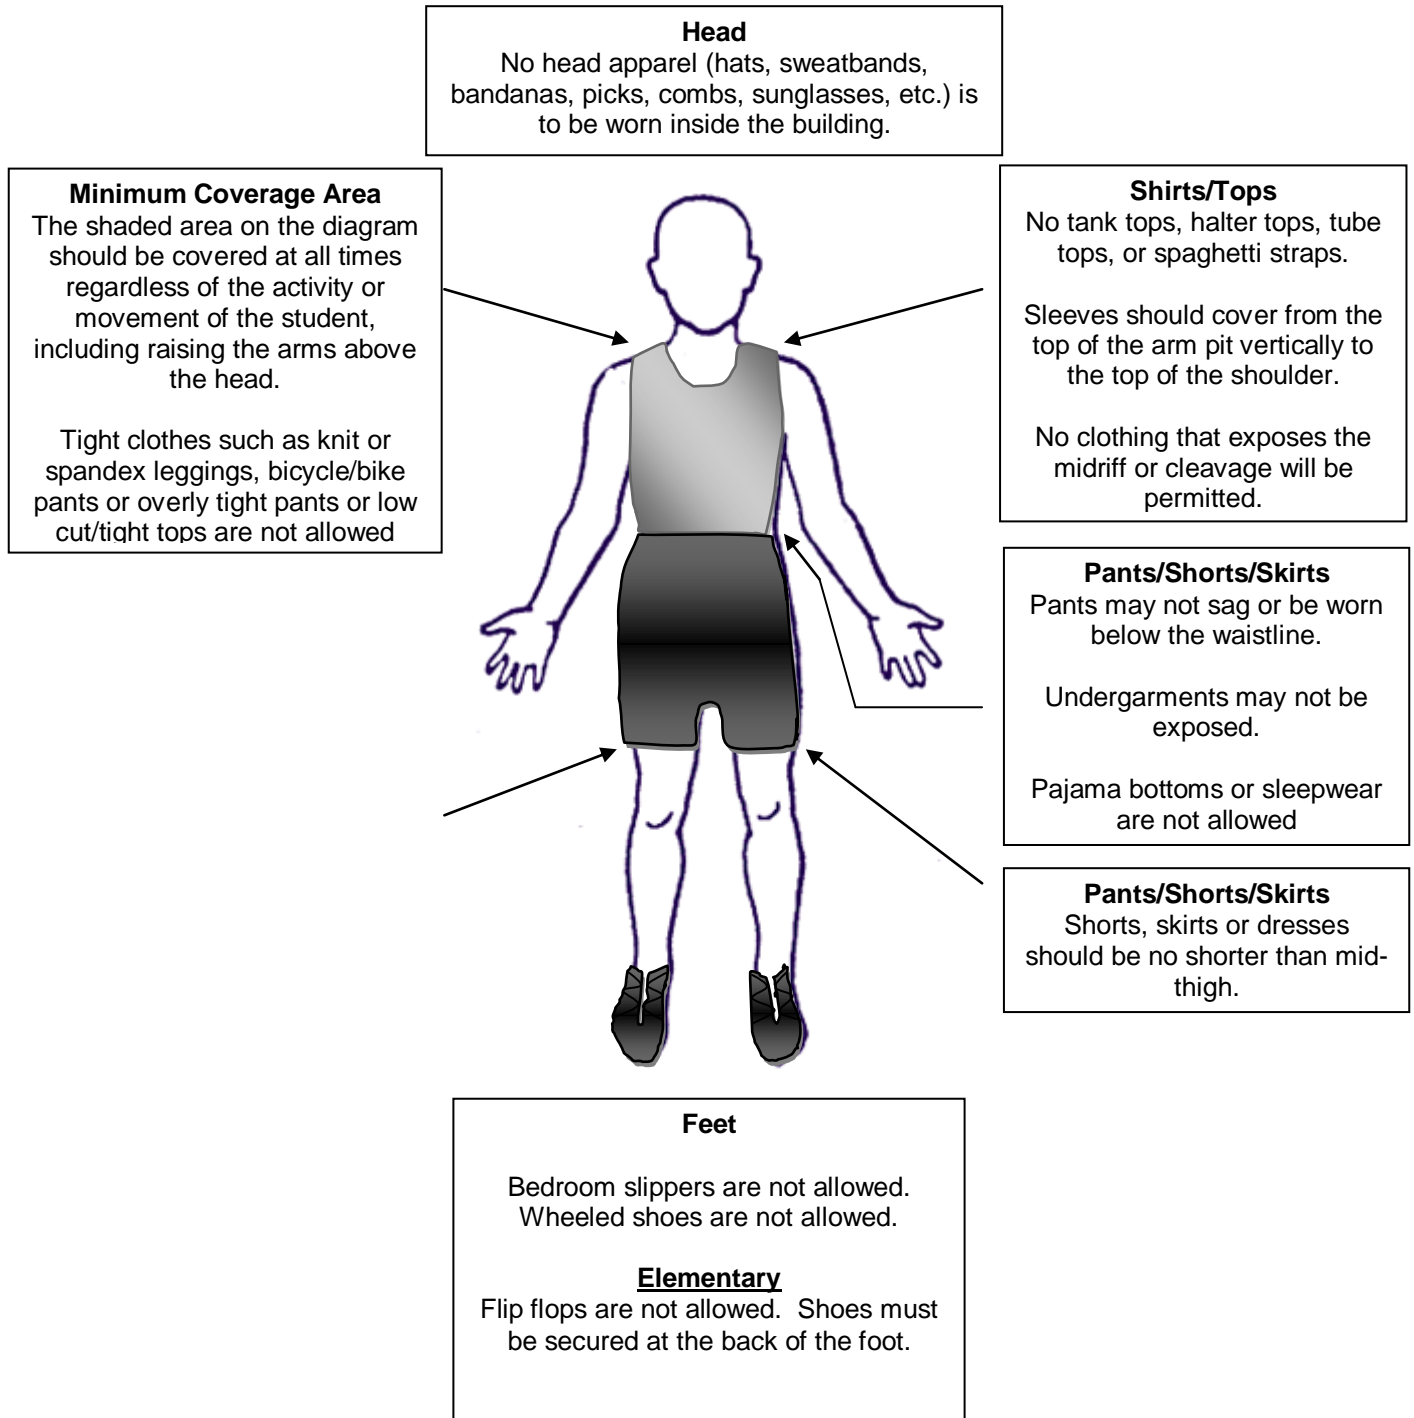 Head
No head apparel (hats, sweatbands,
bandanas, picks, combs, sunglasses, etc.) is
to be worn inside the building.
Minimum Coverage Area
The shaded area on the diagram
should be covered at all times
regardless of the activity or
movement of the student,
including raising the arms above
the head.
Tight clothes such as knit or
spandex leggings, bicycle/bike
pants or overly tight pants or low
cut/tight tops are not allowed
Shirts/Tops
No tank tops, halter tops, tube
tops, or spaghetti straps.
Sleeves should cover from the
top of the arm pit vertically to
the top of the shoulder.
No clothing that exposes the
midriff or cleavage will be
permitted.
Pants/Shorts/Skirts
Pants may not sag or be worn
below the waistline.
Undergarments may not be
exposed.
Pajama bottoms or sleepwear
are not allowed
Pants/Shorts/Skirts
Shorts, skirts or dresses
should be no shorter than mid-
thigh.
Feet
Bedroom slippers are not allowed.
Wheeled shoes are not allowed.
Elementary
Flip flops are not allowed.  Shoes must
be secured at the back of the foot.